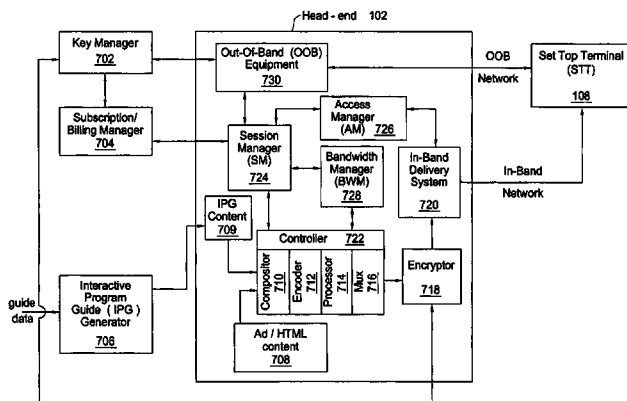 Head - end 102
Key Manager
702
Out-Of-Band (OOB)
Equipment
730
OOB
Network
Set Top Terminal
(STT)
108
Subscription/
Billing Manager
704
Access
Manager
(AM) 726
Session
Manager
(SM)
724
Bandwidth
Manager
(BWM)
728
In-Band
Delivery
System
720
In-Band
Network
IPG
Content
709
Controller 722
Compositor 710
Encoder 712
Processor 714
Mux 716
Encryptor
718
guide
data
Interactive
Program
Guide ( IPG )
Generator
706
Ad / HTML
content
708